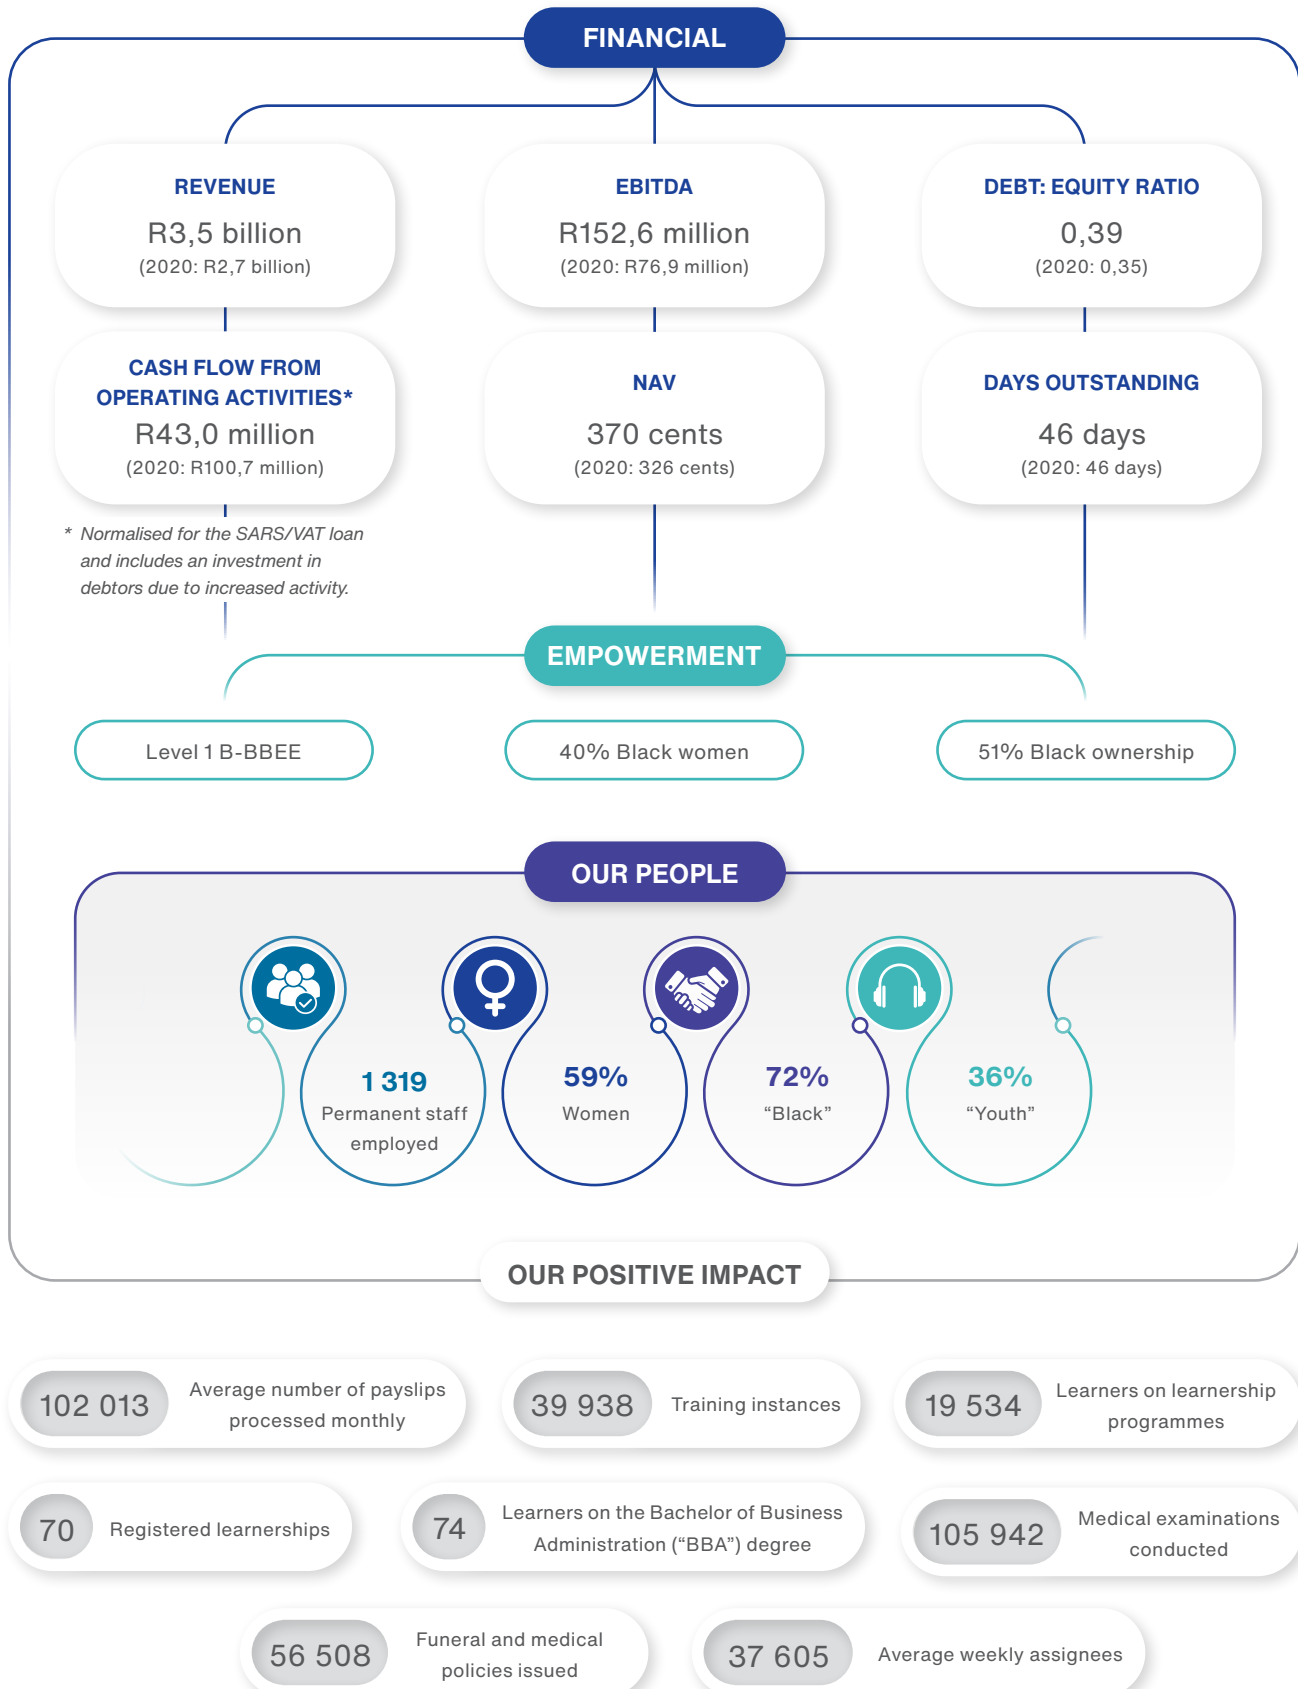 FINANCIAL
REVENUE
R3,5 billion
(2020: R2,7 billion)
EBITDA
R152,6 million
(2020: R76,9 million)
DEBT: EQUITY RATIO
0,39
(2020: 0,35)
CASH FLOW FROM
OPERATING ACTIVITIES*
R43,0 million
(2020: R100,7 million)
NAV
370 cents
(2020: 326 cents)
DAYS OUTSTANDING
46 days
(2020: 46 days)
* Normalised for the SARS/VAT loan
and includes an investment in
debtors due to increased activity.
EMPOWERMENT
Level 1 B-BBEE
40% Black women
51% Black ownership
OUR PEOPLE
1 319
Permanent staff
employed
59%
Women
72%
“Black”
36%
“Youth”
OUR POSITIVE IMPACT
102 013
Average number of payslips
processed monthly
39 938
Training instances
19 534
Learners on learnership
programmes
70
Registered learnerships
74
Learners on the Bachelor of Business
Administration (“BBA”) degree
105 942
Medical examinations
conducted
56 508
Funeral and medical
policies issued
37 605
Average weekly assignees